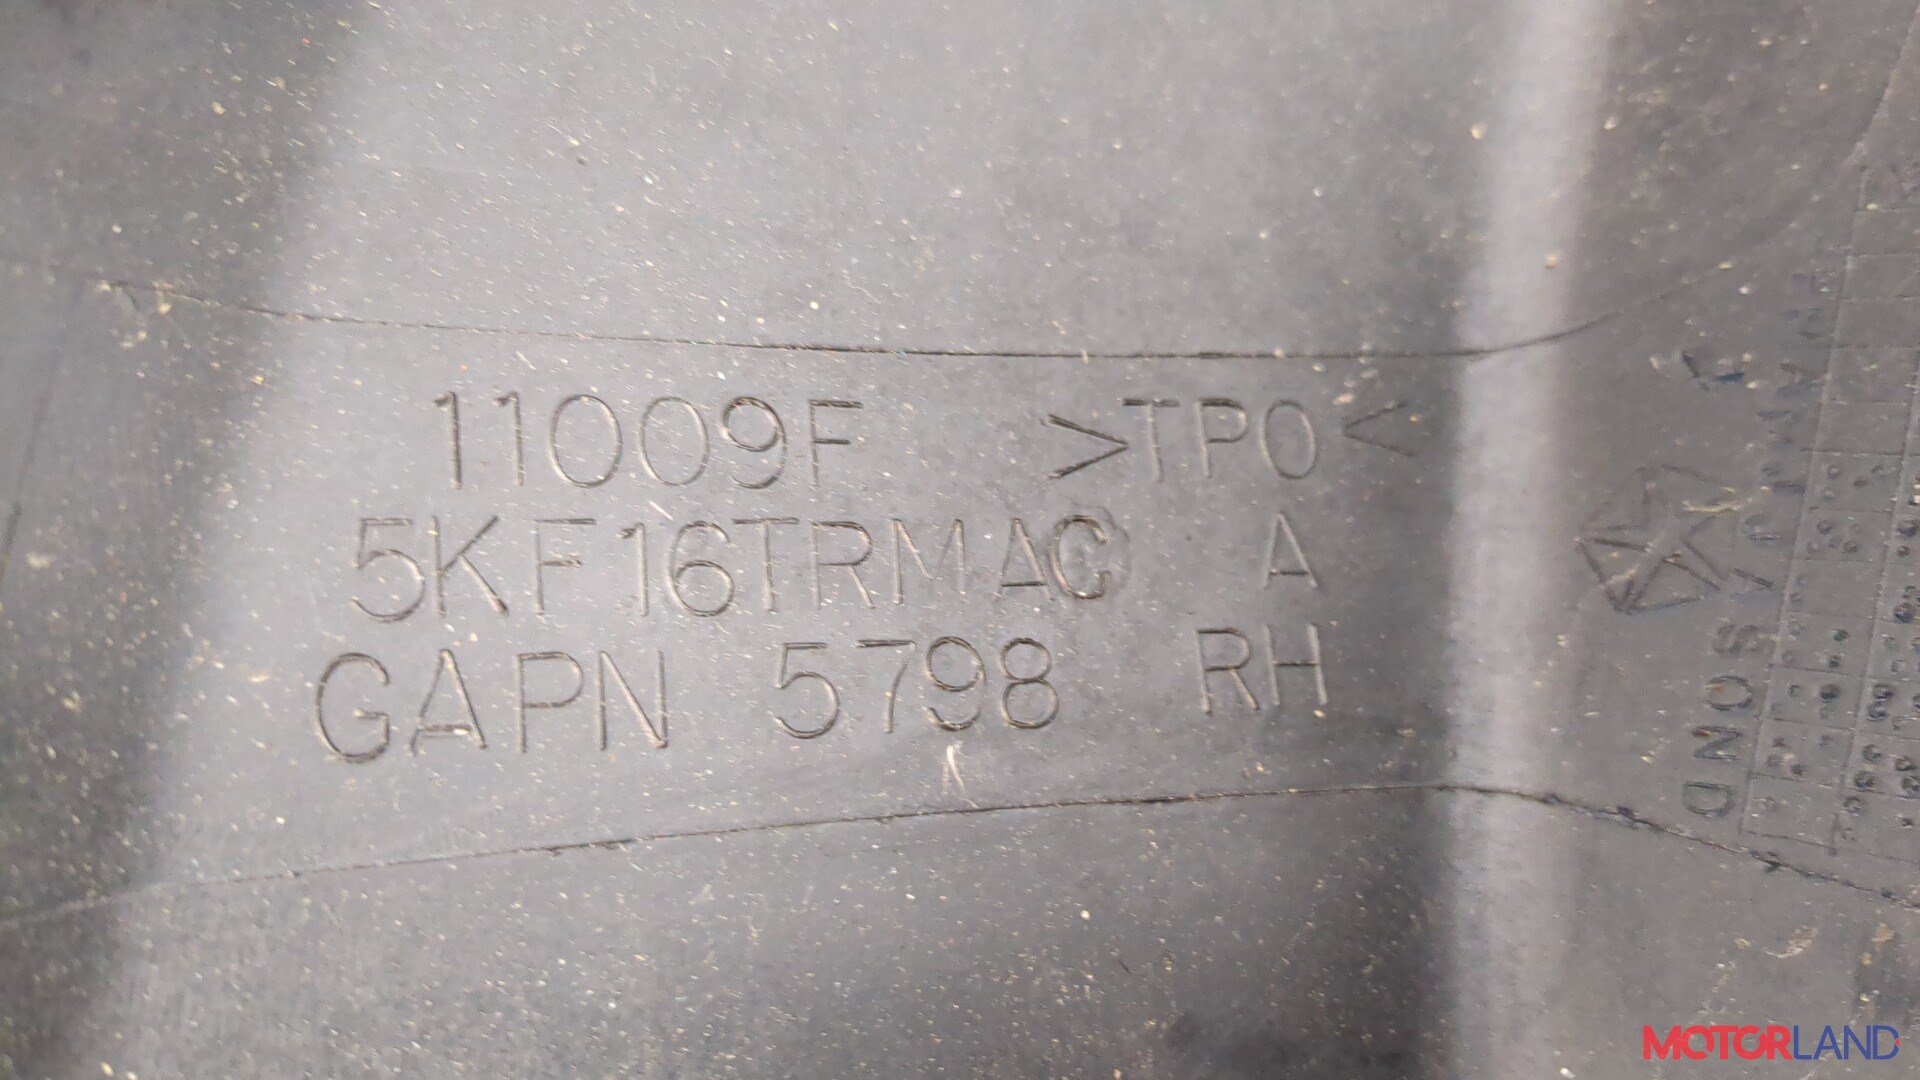 11009F >TPO<
5KF16TRMAC A
GAPN 5798 RH
MOTORLAND